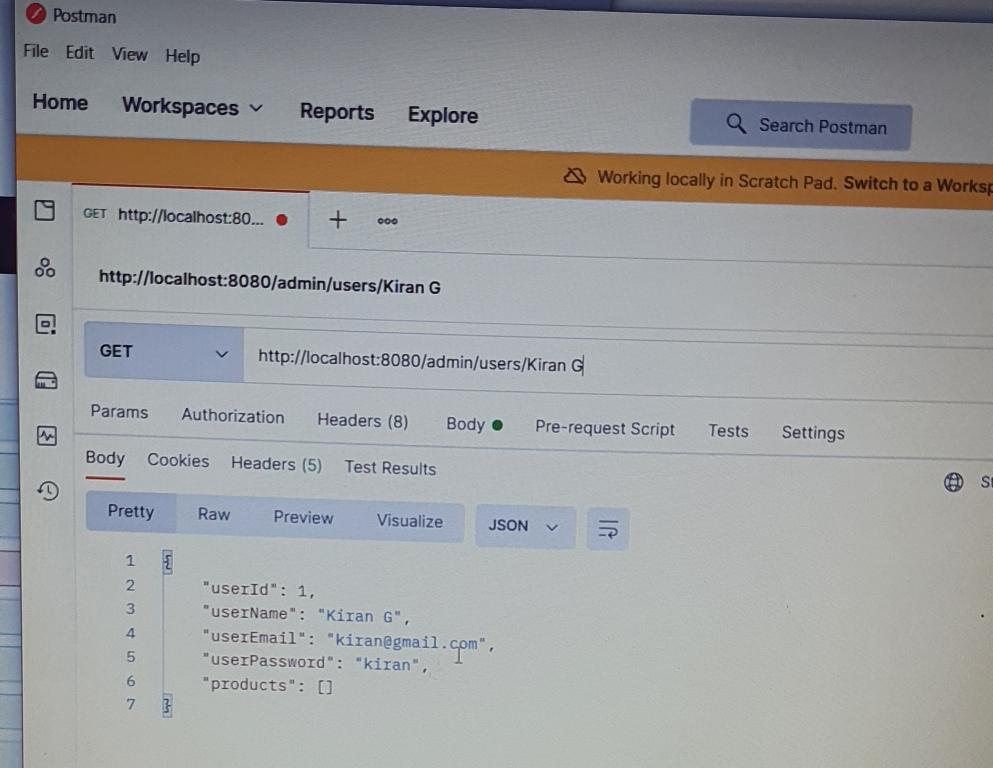 Postman
File Edit View Help
Home Workspaces Reports Explore
Search Postman
Working locally in Scratch Pad. Switch to a Worksp
GET http://localhost:80...
http://localhost:8080/admin/users/Kiran G
GET http://localhost:8080/admin/users/Kiran G
Params Authorization Headers (8) Body Pre-request Script Tests Settings
Body Cookies Headers (5) Test Results
Pretty Raw Preview Visualize JSON
1 {
2 "userId": 1,
3 "userName": "Kiran G",
4 "userEmail": "kiran@gmail.com",
5 "userPassword": "kiran",
6 "products": []
7 }